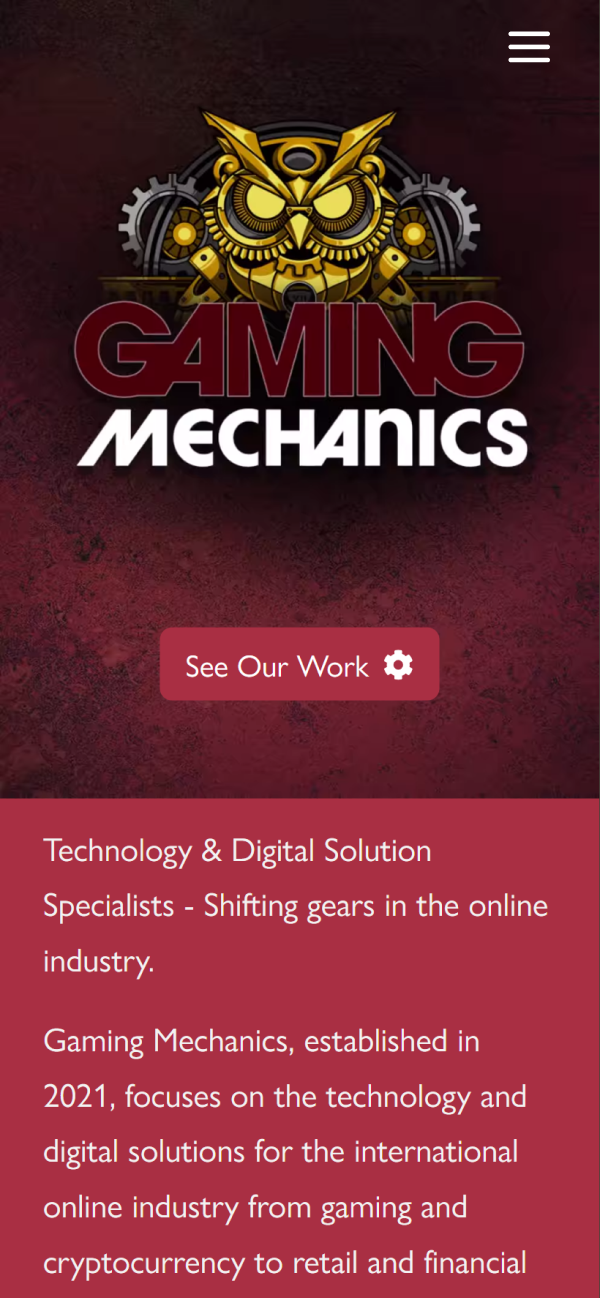 GAMING
MECHANICS
See Our Work
Technology & Digital Solution
Specialists - Shifting gears in the online
industry.
Gaming Mechanics, established in
2021, focuses on the technology and
digital solutions for the international
online industry from gaming and
cryptocurrency to retail and financial